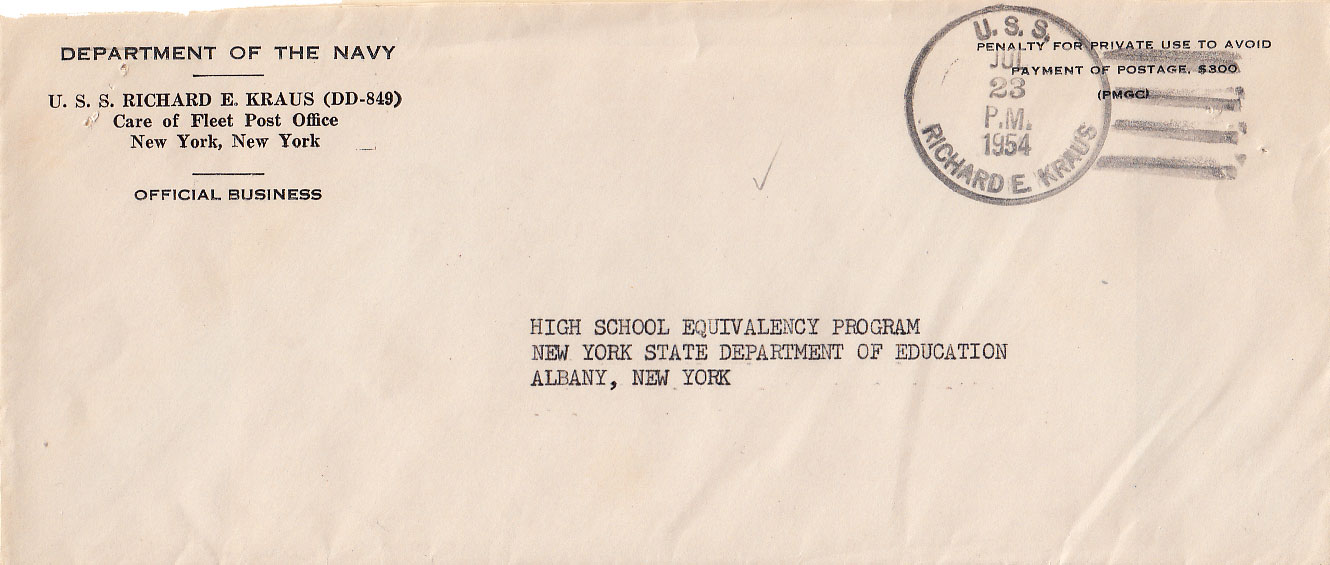 DEPARTMENT OF THE NAVY
U. S. S. RICHARD E. KRAUS (DD-849)
Care of Fleet Post Office
New York, New York
OFFICIAL BUSINESS
U. S. S.
JUL
23
P.M.
1954
RICHARD E. KRAUS
PENALTY FOR PRIVATE USE TO AVOID
PAYMENT OF POSTAGE, $300
(PMGC)
HIGH SCHOOL EQUIVALENCY PROGRAM
NEW YORK STATE DEPARTMENT OF EDUCATION
ALBANY, NEW YORK